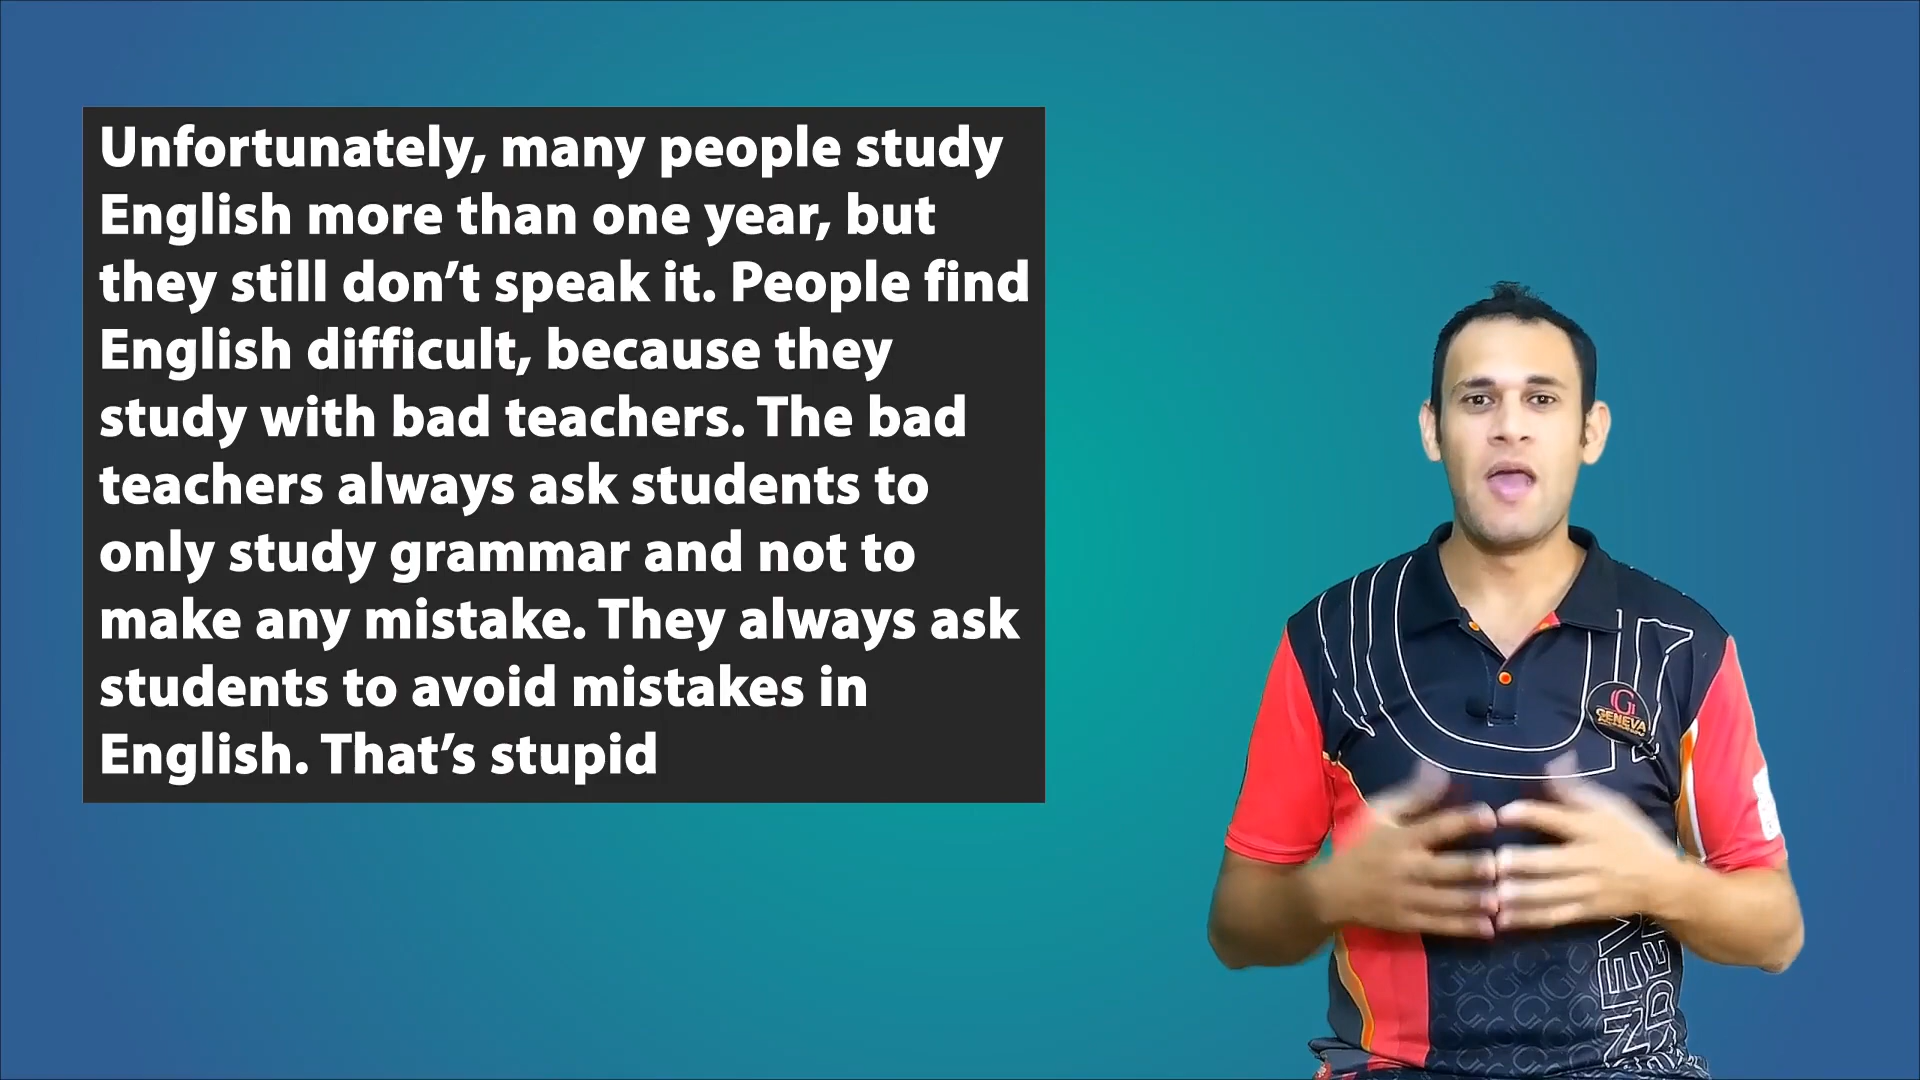 Unfortunately, many people study
English more than one year, but
they still don’t speak it. People find
English difficult, because they
study with bad teachers. The bad
teachers always ask students to
only study grammar and not to
make any mistake. They always ask
students to avoid mistakes in
English. That’s stupid
G
GENEVA